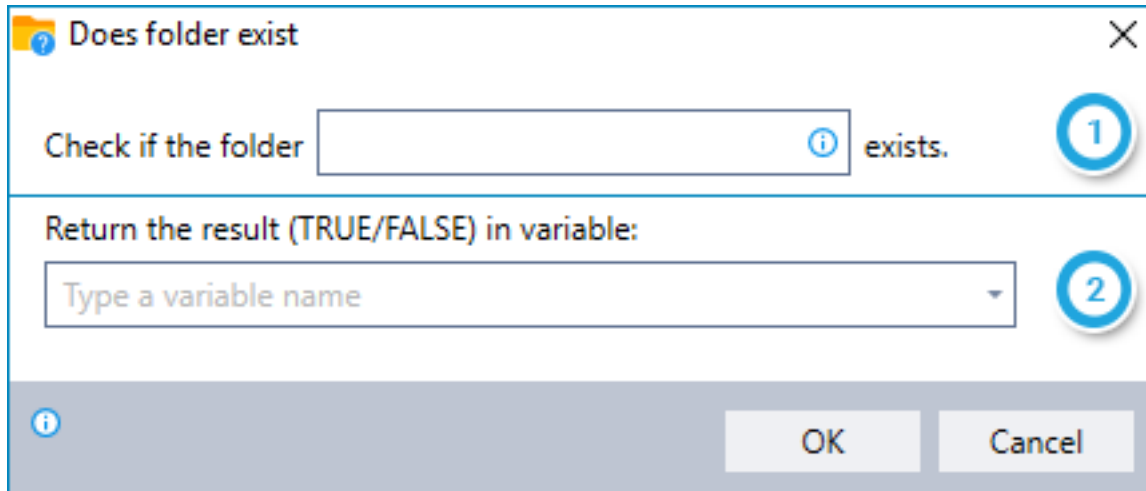 Does folder exist
Check if the folder exists. 1
Return the result (TRUE/FALSE) in variable:
Type a variable name 2
OK Cancel